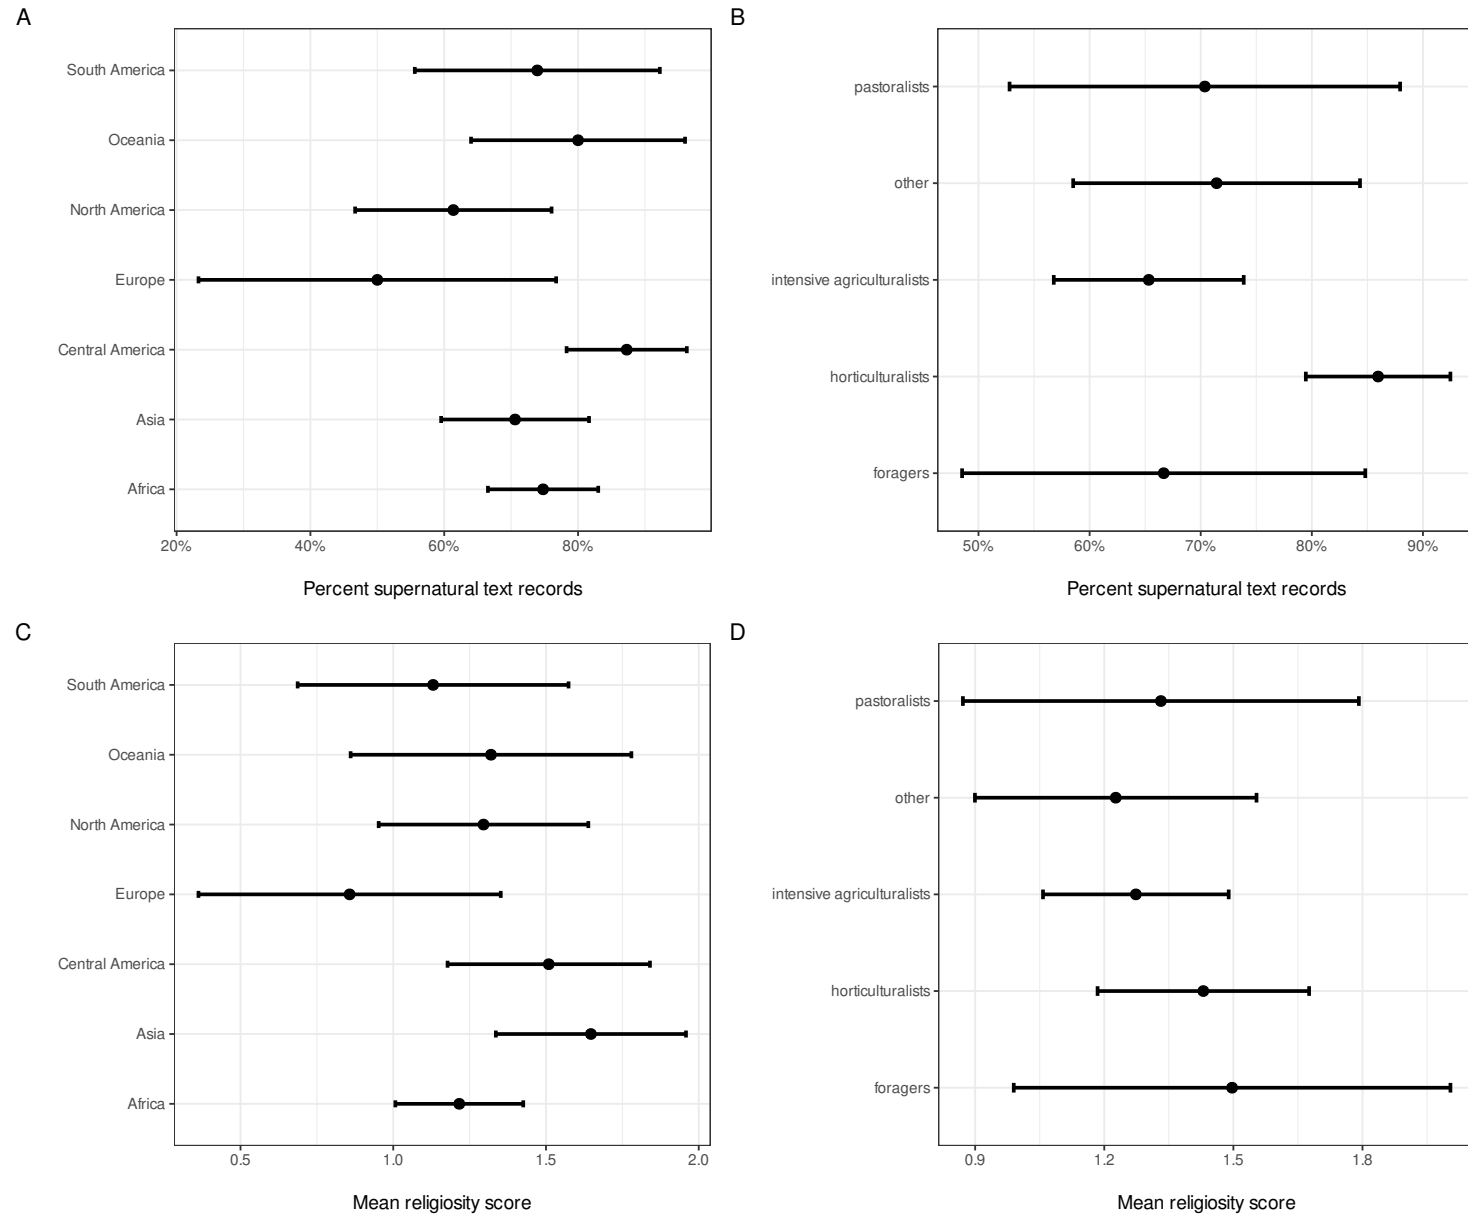 A
South America
Oceania
North America
Europe
Central America
Asia
Africa
20% 40% 60% 80%
Percent supernatural text records
B
pastoralists
other
intensive agriculturalists
horticulturalists
foragers
50% 60% 70% 80% 90%
Percent supernatural text records
C
South America
Oceania
North America
Europe
Central America
Asia
Africa
0.5 1.0 1.5 2.0
Mean religiosity score
D
pastoralists
other
intensive agriculturalists
horticulturalists
foragers
0.9 1.2 1.5 1.8
Mean religiosity score